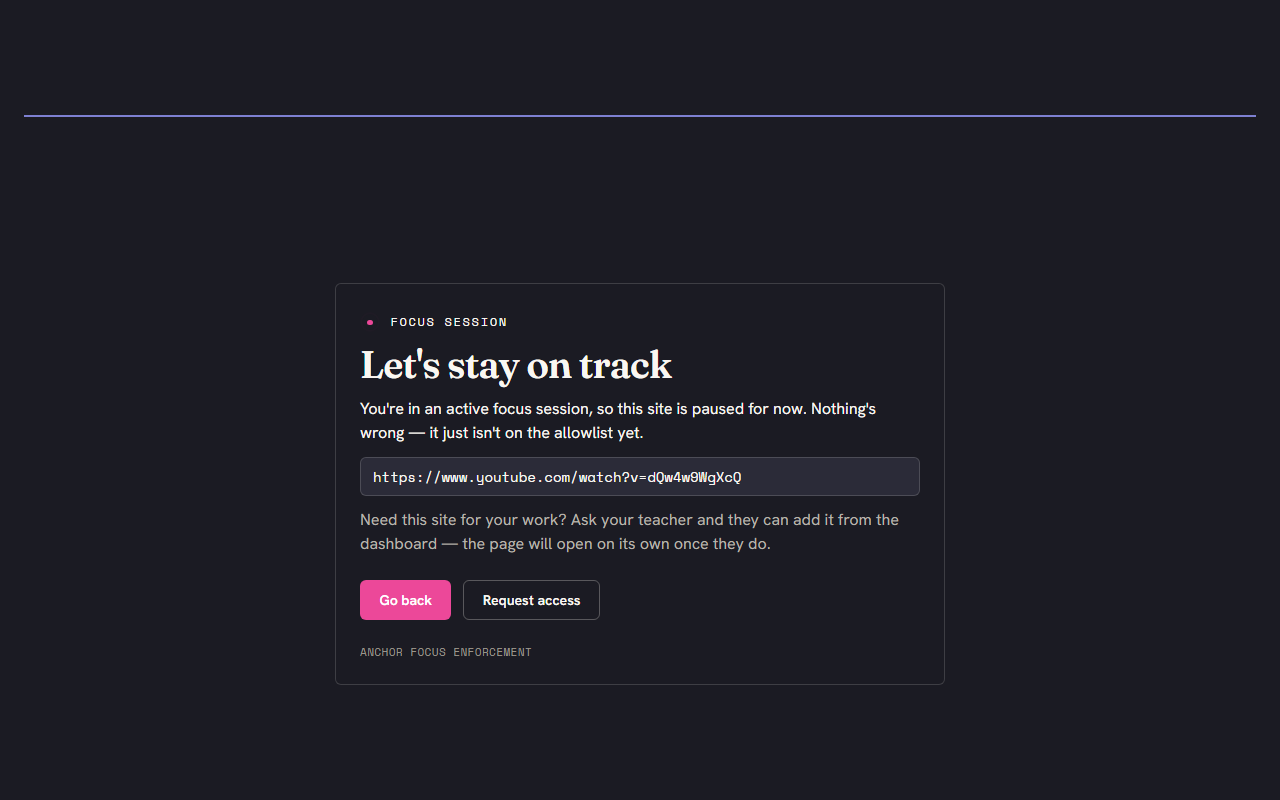 FOCUS SESSION
Let's stay on track
You're in an active focus session, so this site is paused for now. Nothing's
wrong — it just isn't on the allowlist yet.
https://www.youtube.com/watch?v=dQw4w9WgXcQ
Need this site for your work? Ask your teacher and they can add it from the
dashboard — the page will open on its own once they do.
Go back
Request access
ANCHOR FOCUS ENFORCEMENT